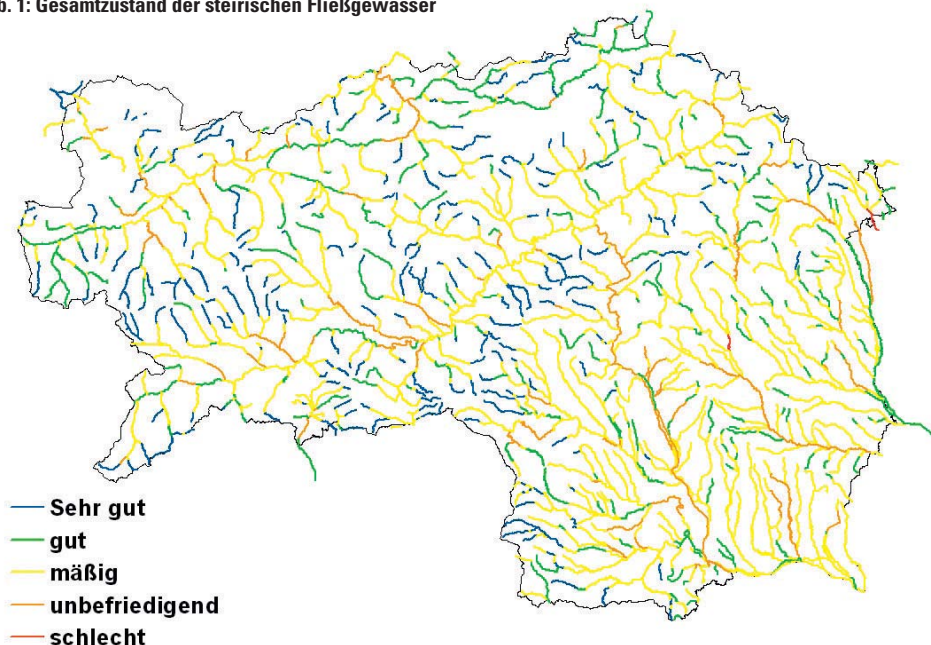 b. 1: Gesamtzustand der steirischen Fließgewässer
Sehr gut
gut
mäßig
unbefriedigend
schlecht